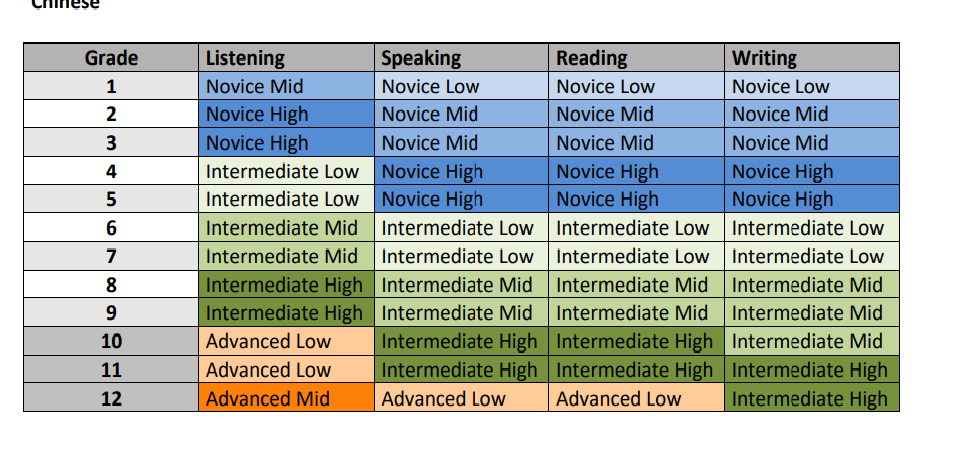 Chinese
Grade Listening Speaking Reading Writing
1 Novice Mid Novice Low Novice Low Novice Low
2 Novice High Novice Mid Novice Mid Novice Mid
3 Novice High Novice Mid Novice Mid Novice Mid
4 Intermediate Low Novice High Novice High Novice High
5 Intermediate Low Novice High Novice High Novice High
6 Intermediate Mid Intermediate Low Intermediate Low Intermediate Low
7 Intermediate Mid Intermediate Low Intermediate Low Intermediate Low
8 Intermediate High Intermediate Mid Intermediate Mid Intermediate Mid
9 Intermediate High Intermediate Mid Intermediate Mid Intermediate Mid
10 Advanced Low Intermediate High Intermediate High Intermediate Mid
11 Advanced Low Intermediate High Intermediate High Intermediate High
12 Advanced Mid Advanced Low Advanced Low Intermediate High